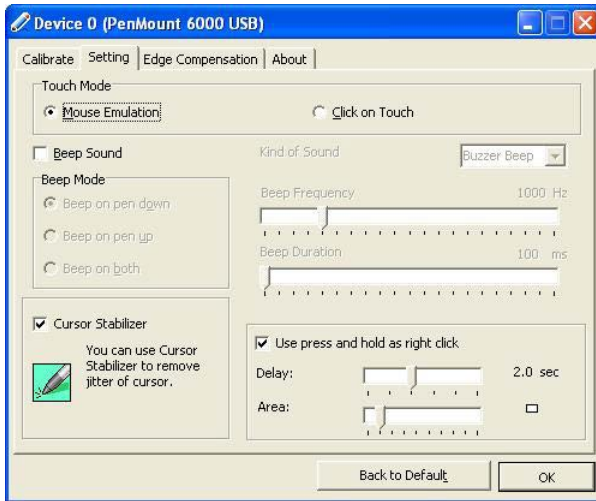 Device 0 (PenMount 6000 USB)
Calibrate Setting Edge Compensation About
Touch Mode
Mouse Emulation Click on Touch
Beep Sound Kind of Sound Buzzer Beep
Beep Mode
Beep on pen down
Beep on pen up
Beep on both
Beep Frequency 1000 Hz
Beep Duration 100 ms
Cursor Stabilizer
You can use Cursor
Stabilizer to remove
jitter of cursor.
Use press and hold as right click
Delay: 2.0 sec
Area:
Back to Default OK